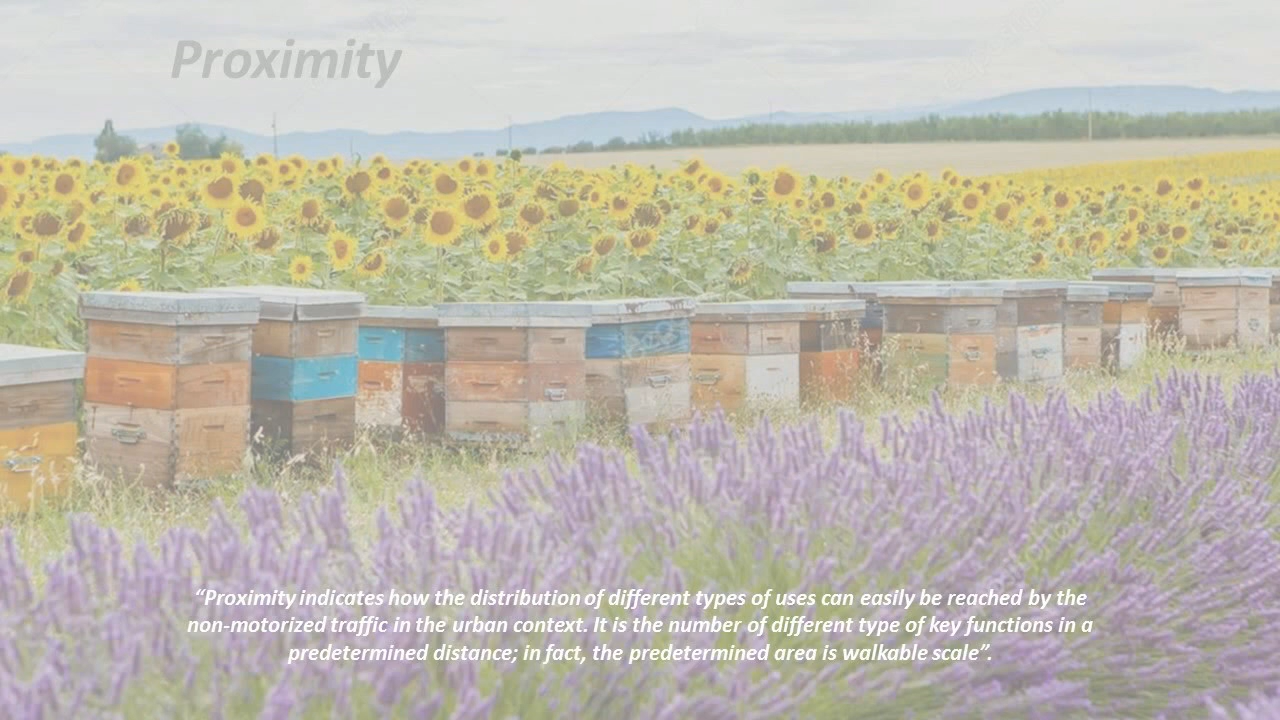 Proximity
“Proximity indicates how the distribution of different types of uses can easily be reached by the
non-motorized traffic in the urban context. It is the number of different type of key functions in a
predetermined distance; in fact, the predetermined area is walkable scale”.